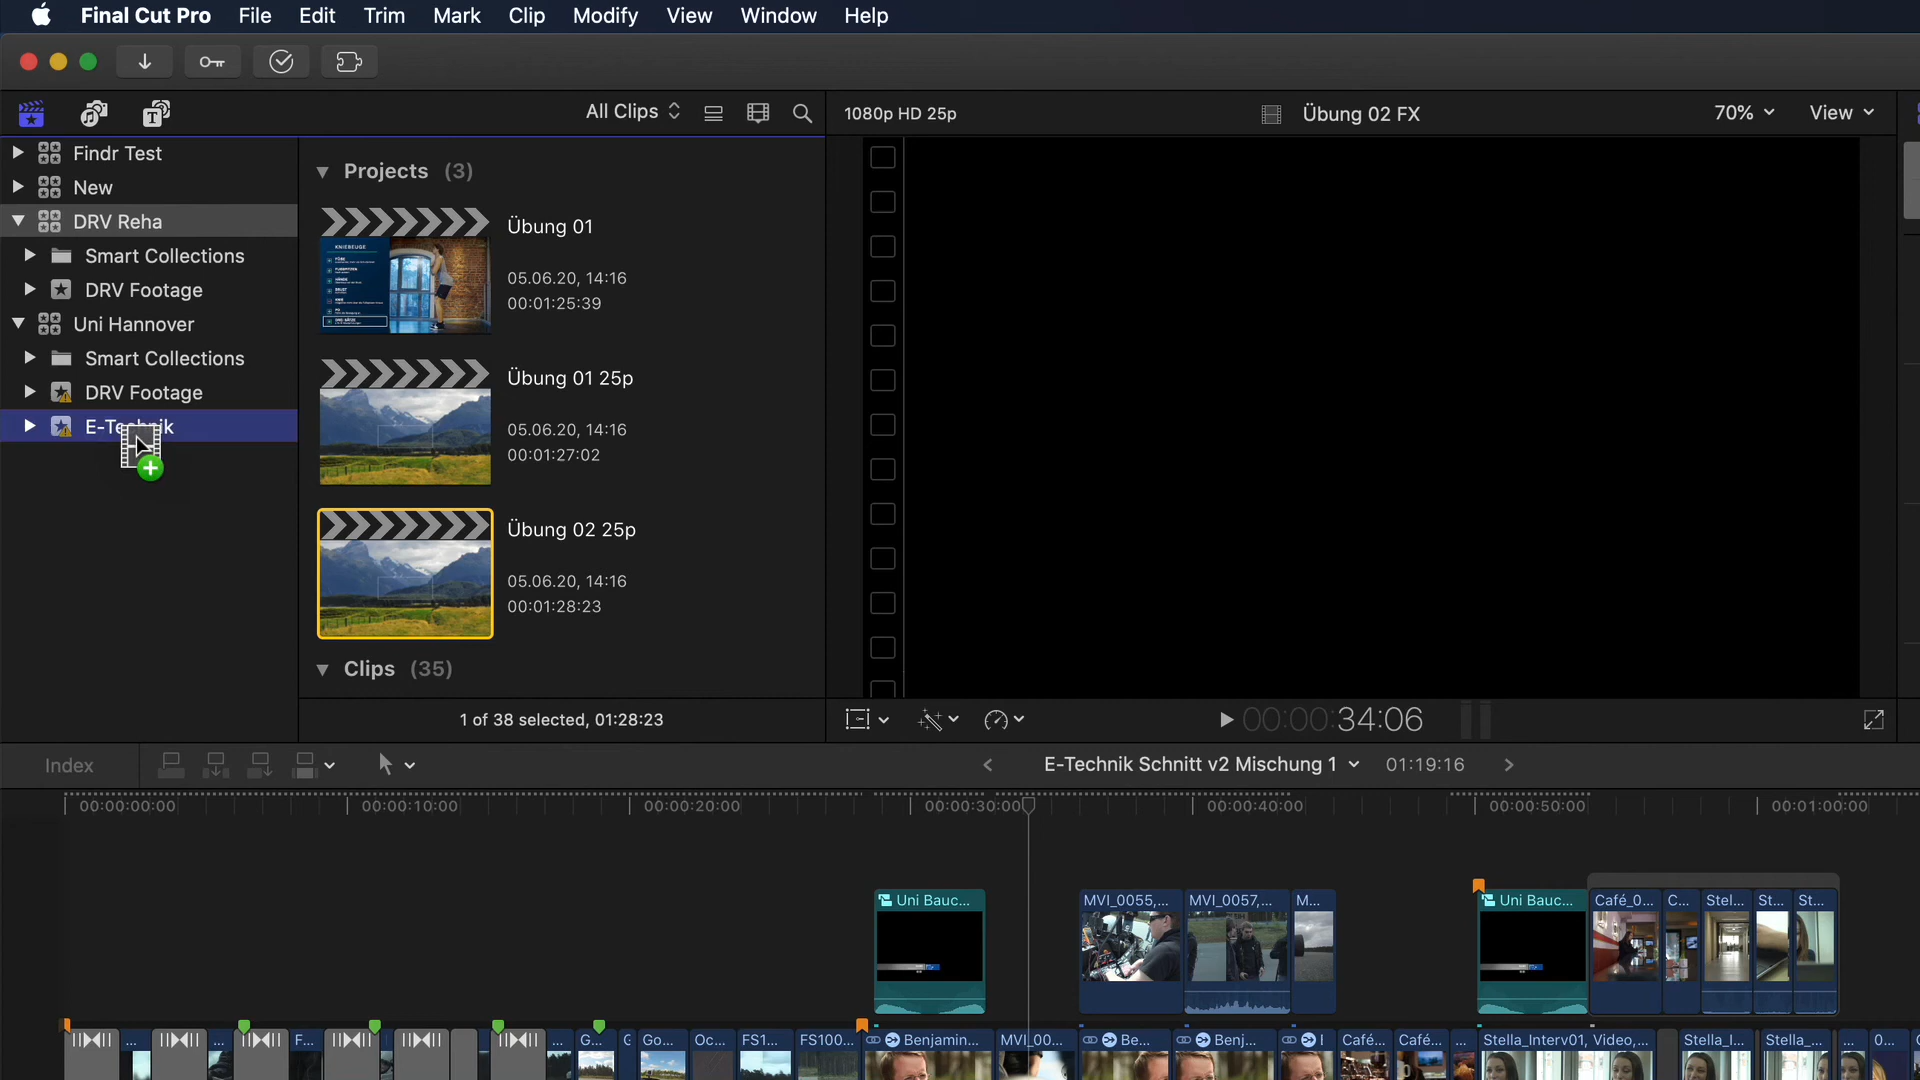 Final Cut Pro File Edit Trim Mark Clip Modify View Window Help
All Clips
1080p HD 25p
Übung 02 FX
70%
View
Findr Test
New
DRV Reha
Smart Collections
DRV Footage
Uni Hannover
Smart Collections
DRV Footage
E-Technik
Projects (3)
KNIEBEUGE
Übung 01
05.06.20, 14:16
00:01:25:39
Übung 01 25p
05.06.20, 14:16
00:01:27:02
Übung 02 25p
05.06.20, 14:16
00:01:28:23
Clips (35)
1 of 38 selected, 01:28:23
00:00:34:06
Index
E-Technik Schnitt v2 Mischung 1
01:19:16
00:00:00:00 00:00:10:00 00:00:20:00 00:00:30:00 00:00:40:00 00:00:50:00 00:01:00:00
Uni Bauc... MVI_0055,... MVI_0057,... M... Uni Bauc... Café_0... C... Stel... St... St...
... ... F... ... ... G... G Go... Oc... FS1... FS100... Benjamin... MVI_00... Be... Benj... Café... Café... ... Stella_Interv01, Video,... Stella_I... Stella_... ... 0...